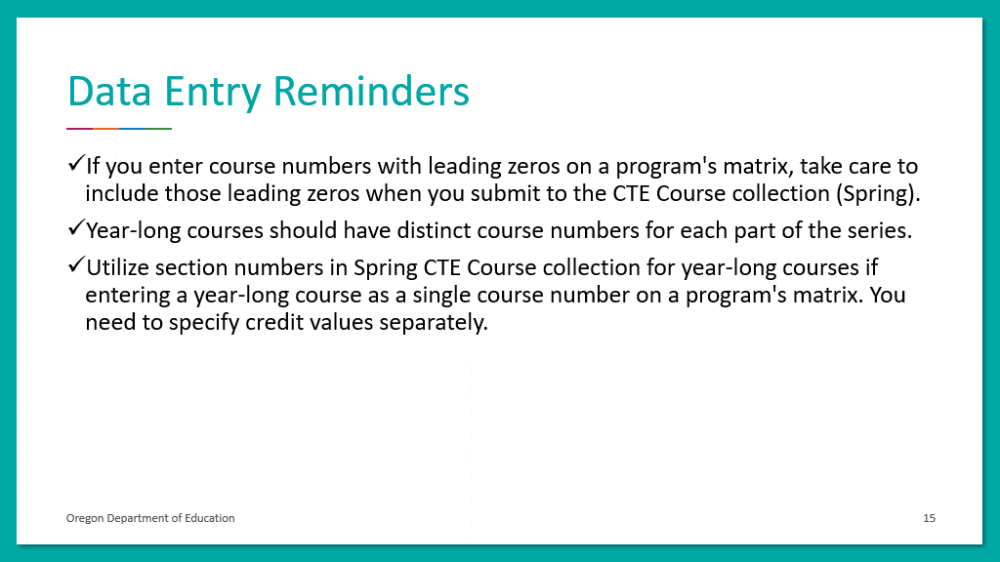 Data Entry Reminders
✓If you enter course numbers with leading zeros on a program's matrix, take care to
include those leading zeros when you submit to the CTE Course collection (Spring).
✓Year-long courses should have distinct course numbers for each part of the series.
✓Utilize section numbers in Spring CTE Course collection for year-long courses if
entering a year-long course as a single course number on a program's matrix. You
need to specify credit values separately.
Oregon Department of Education
15